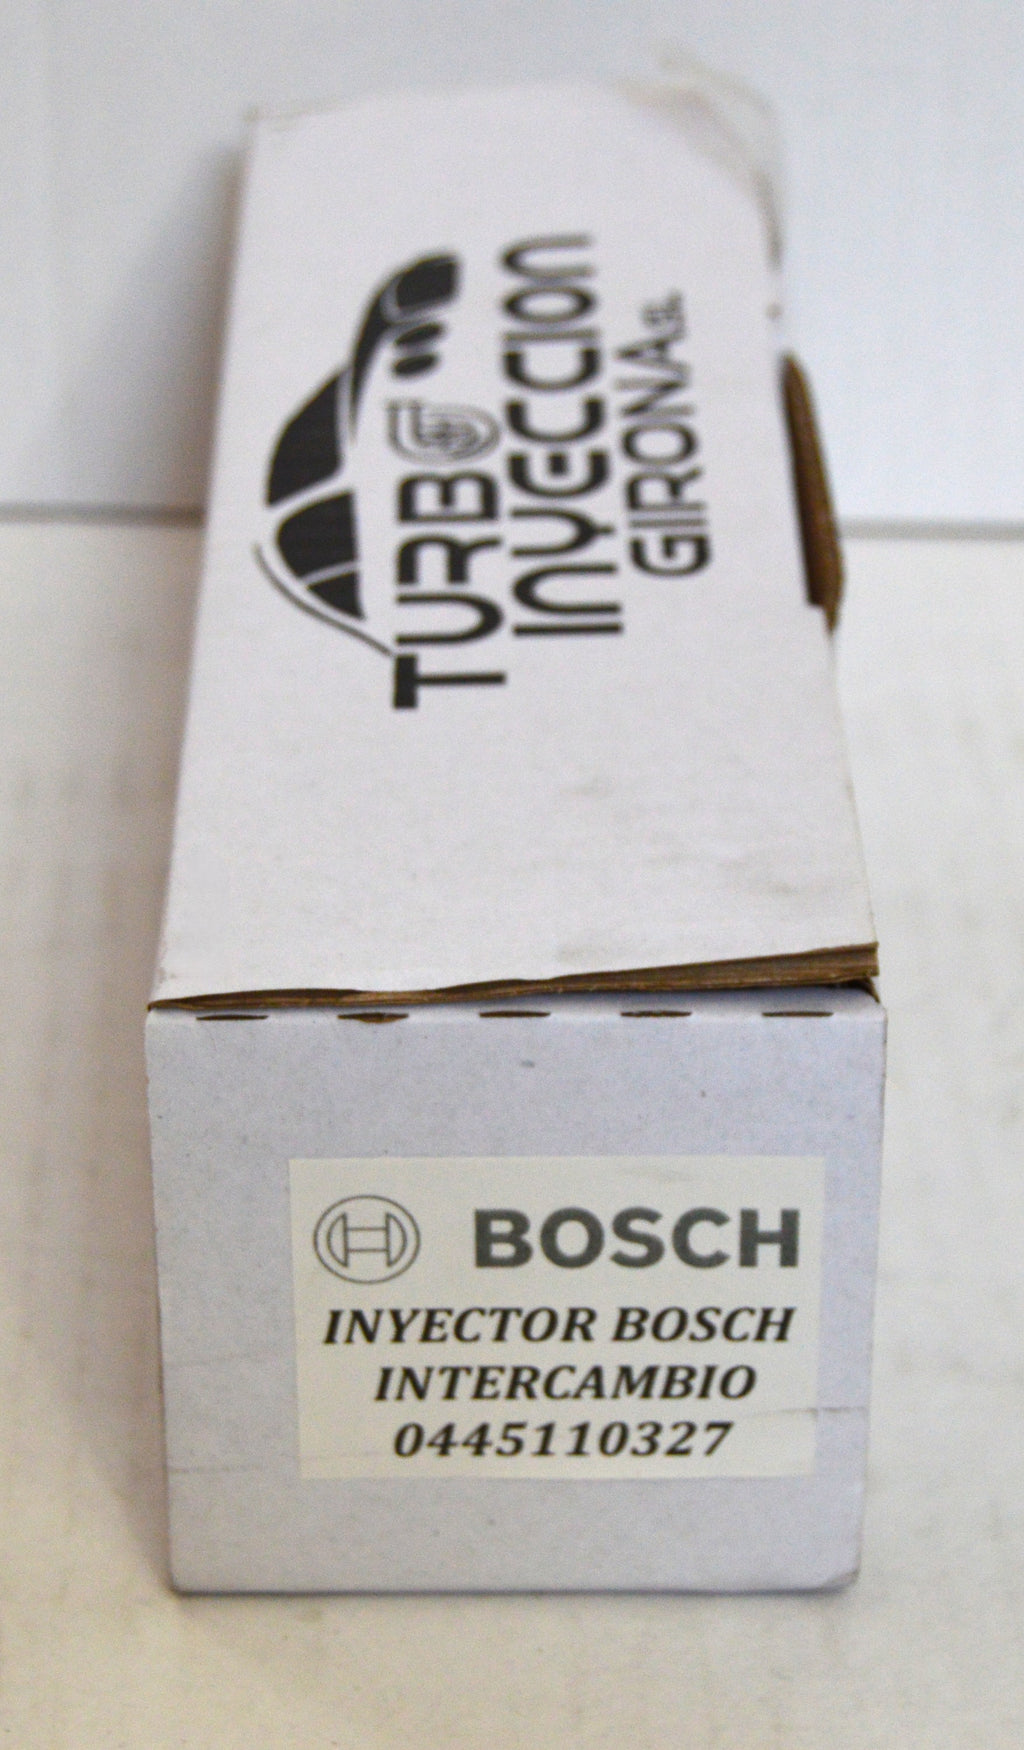 TURBO
INYECCION
GIRONA S.L.
BOSCH
INYECTOR BOSCH
INTERCAMBIO
0445110327